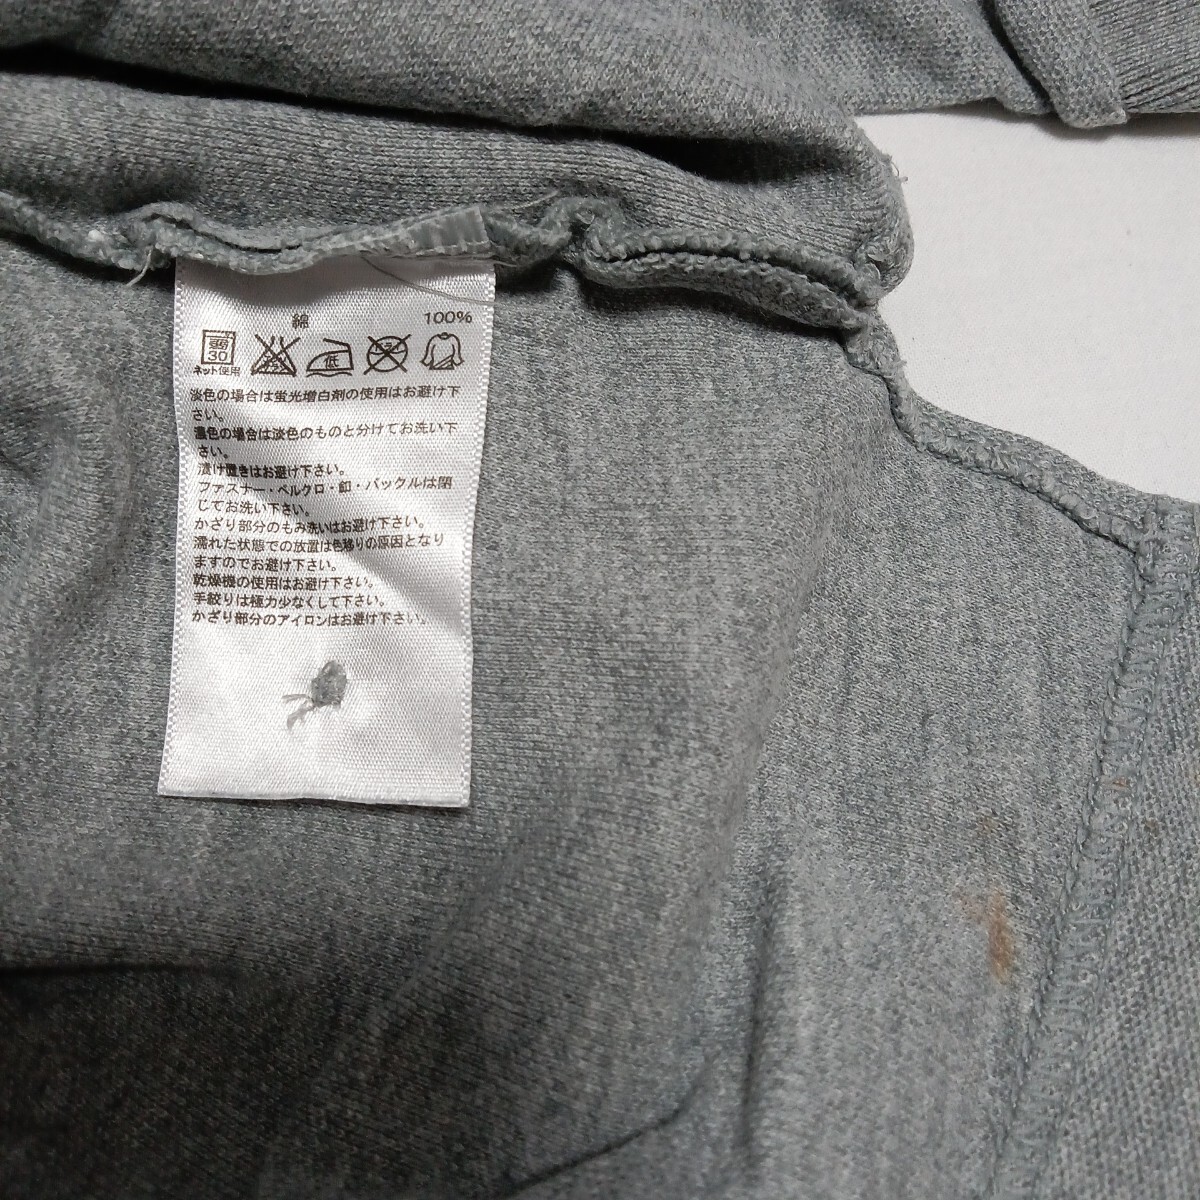 綿 100%
30 低
ネット使用
淡色の場合は蛍光増白剤の使用はお避け下
さい。
濃色の場合は淡色のものと分けてお洗い下
さい。
漬け置きはお避け下さい。
ファスナー・ベルクロ・釦・バックルは閉
じてお洗い下さい。
かざり部分のもみ洗いはお避け下さい。
濡れた状態での放置は色移りの原因となり
ますのでお避け下さい。
乾燥機の使用はお避け下さい。
手絞りは極力少なくして下さい。
かざり部分のアイロンはお避け下さい。